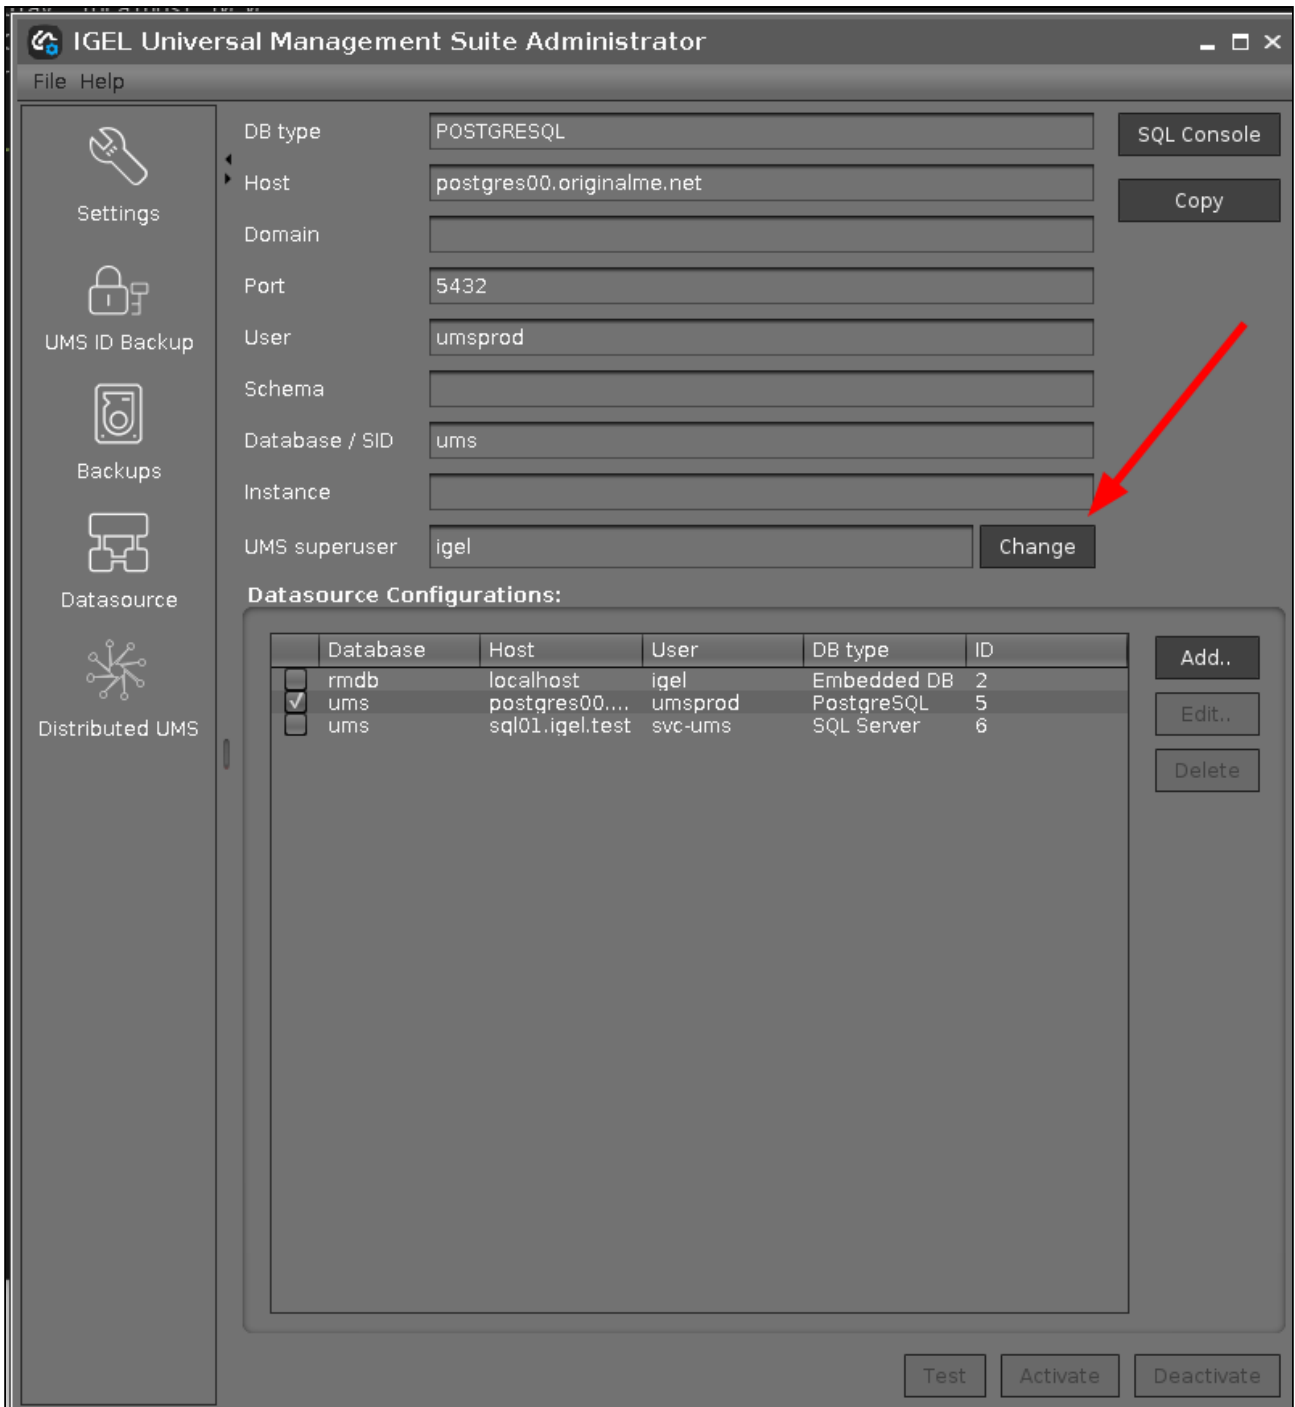 IGEL Universal Management Suite Administrator
File Help
Settings
UMS ID Backup
Backups
Datasource
Distributed UMS
DB type POSTGRESQL
Host postgres00.originalme.net
Domain
Port 5432
User umsprod
Schema
Database / SID ums
Instance
UMS superuser igel Change
SQL Console
Copy
Datasource Configurations:
Database Host User DB type ID
rmdb localhost igel Embedded DB 2
ums postgres00.... umsprod PostgreSQL 5
ums sql01.igel.test svc-ums SQL Server 6
Add..
Edit..
Delete
Test Activate Deactivate